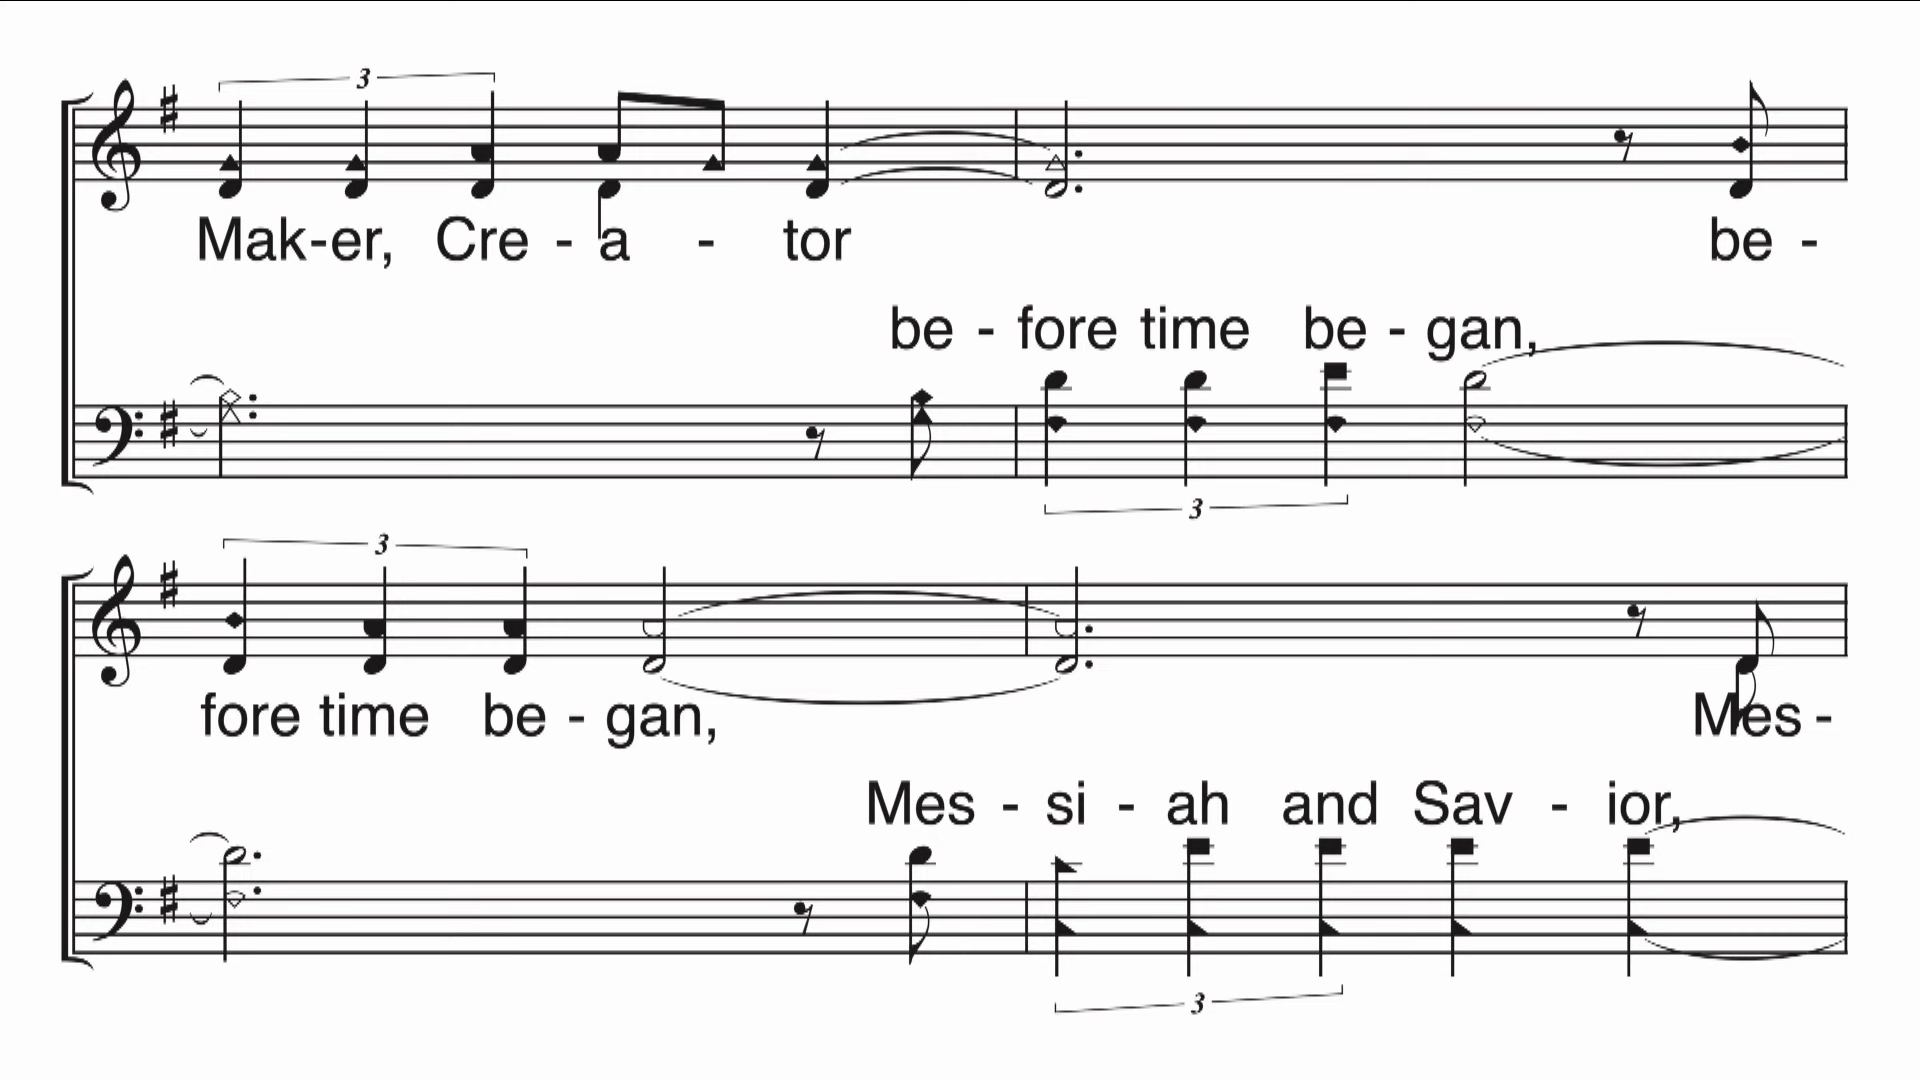 3
Mak-er, Cre - a - tor be -
be - fore time be - gan,
3
3
fore time be - gan, Mes -
Mes - si - ah and Sav - ior,
3